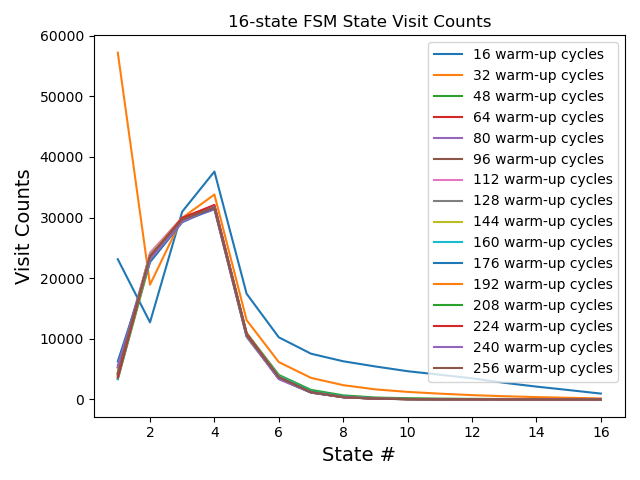 16-state FSM State Visit Counts
60000
50000
40000
30000
20000
10000
0
Visit Counts
2
4
6
8
10
12
14
16
State #
16 warm-up cycles
32 warm-up cycles
48 warm-up cycles
64 warm-up cycles
80 warm-up cycles
96 warm-up cycles
112 warm-up cycles
128 warm-up cycles
144 warm-up cycles
160 warm-up cycles
176 warm-up cycles
192 warm-up cycles
208 warm-up cycles
224 warm-up cycles
240 warm-up cycles
256 warm-up cycles